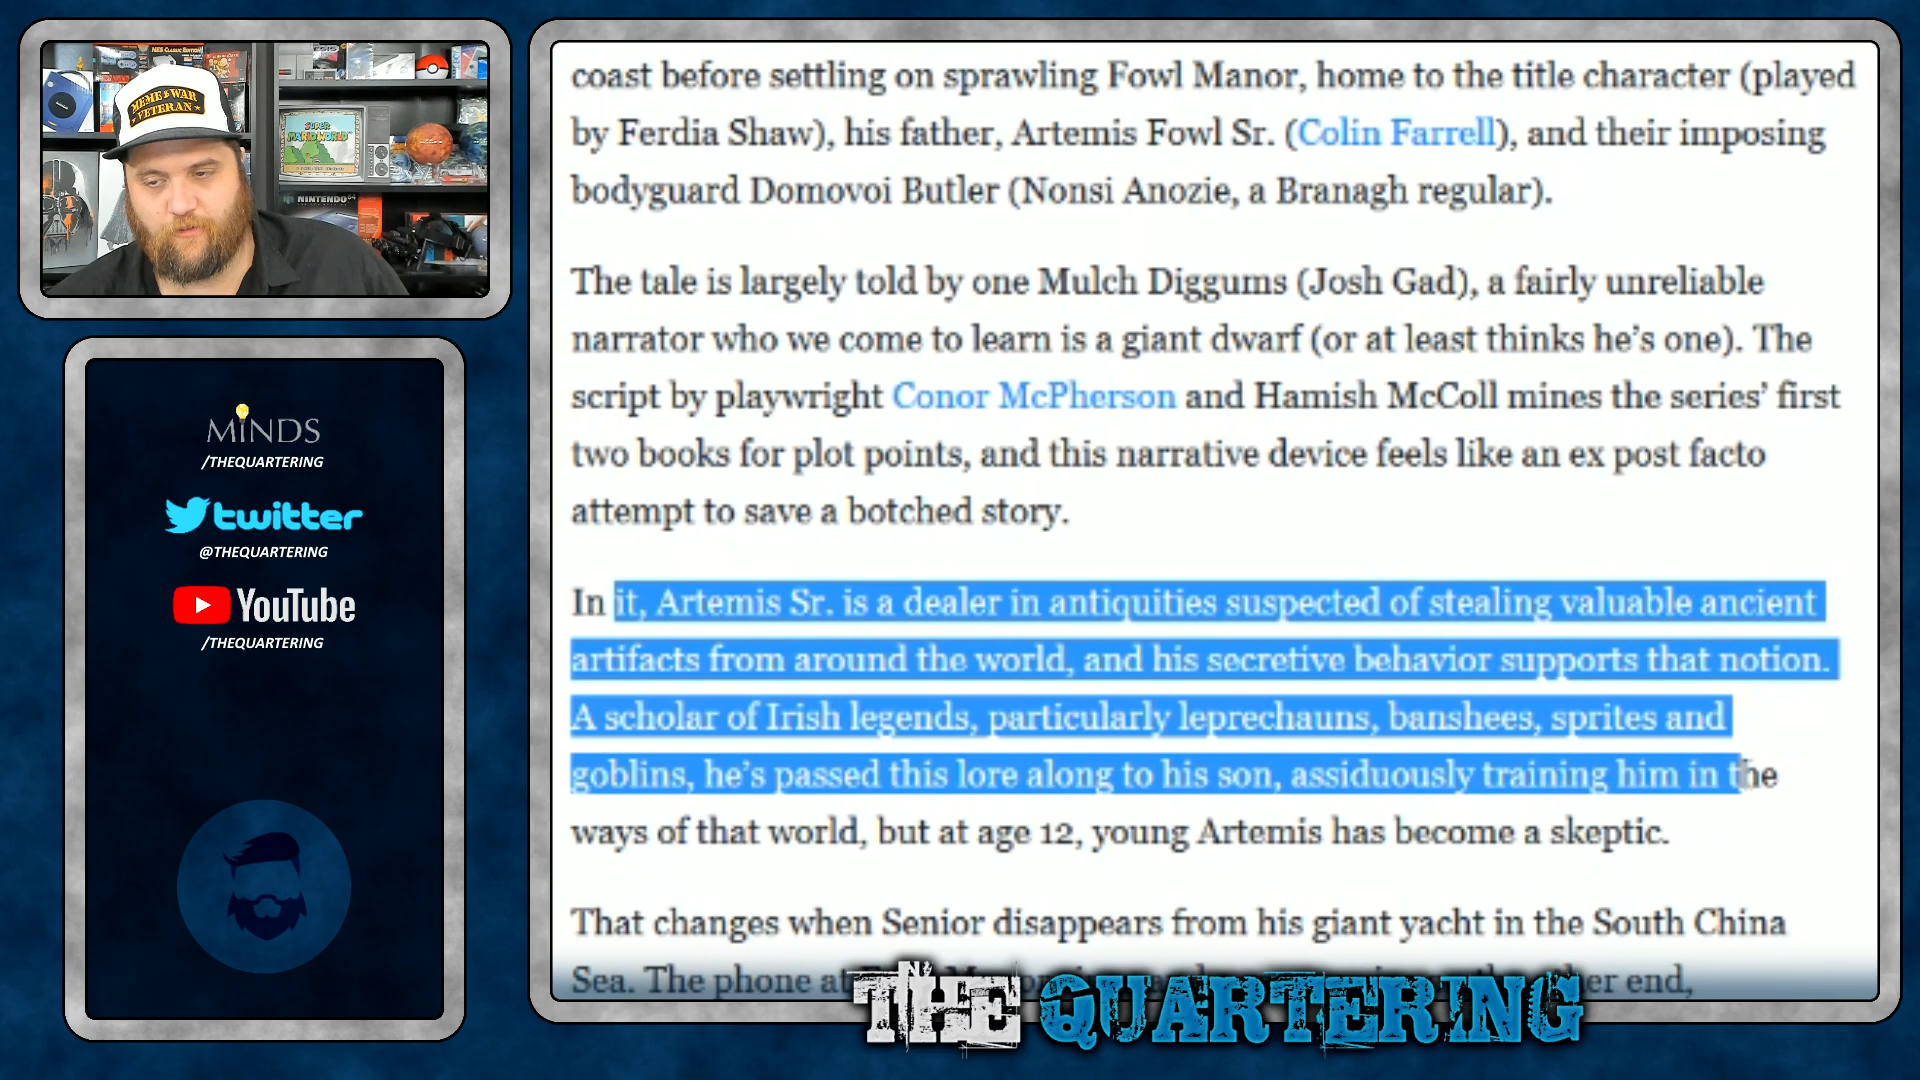 MEME WAR
VETERAN
SUPER
MARIO WORLD
NINTENDO
MINDS
/THEQUARTERING
twitter
@THEQUARTERING
YouTube
/THEQUARTERING
coast before settling on sprawling Fowl Manor, home to the title character (played
by Ferdia Shaw), his father, Artemis Fowl Sr. (Colin Farrell), and their imposing
bodyguard Domovoi Butler (Nonsi Anozie, a Branagh regular).
The tale is largely told by one Mulch Diggums (Josh Gad), a fairly unreliable
narrator who we come to learn is a giant dwarf (or at least thinks he's one). The
script by playwright Conor McPherson and Hamish McColl mines the series' first
two books for plot points, and this narrative device feels like an ex post facto
attempt to save a botched story.
In it, Artemis Sr. is a dealer in antiquities suspected of stealing valuable ancient
artifacts from around the world, and his secretive behavior supports that notion.
A scholar of Irish legends, particularly leprechauns, banshees, sprites and
goblins, he's passed this lore along to his son, assiduously training him in the
ways of that world, but at age 12, young Artemis has become a skeptic.
That changes when Senior disappears from his giant yacht in the South China
Sea. The phone at end,
THE QUARTERING